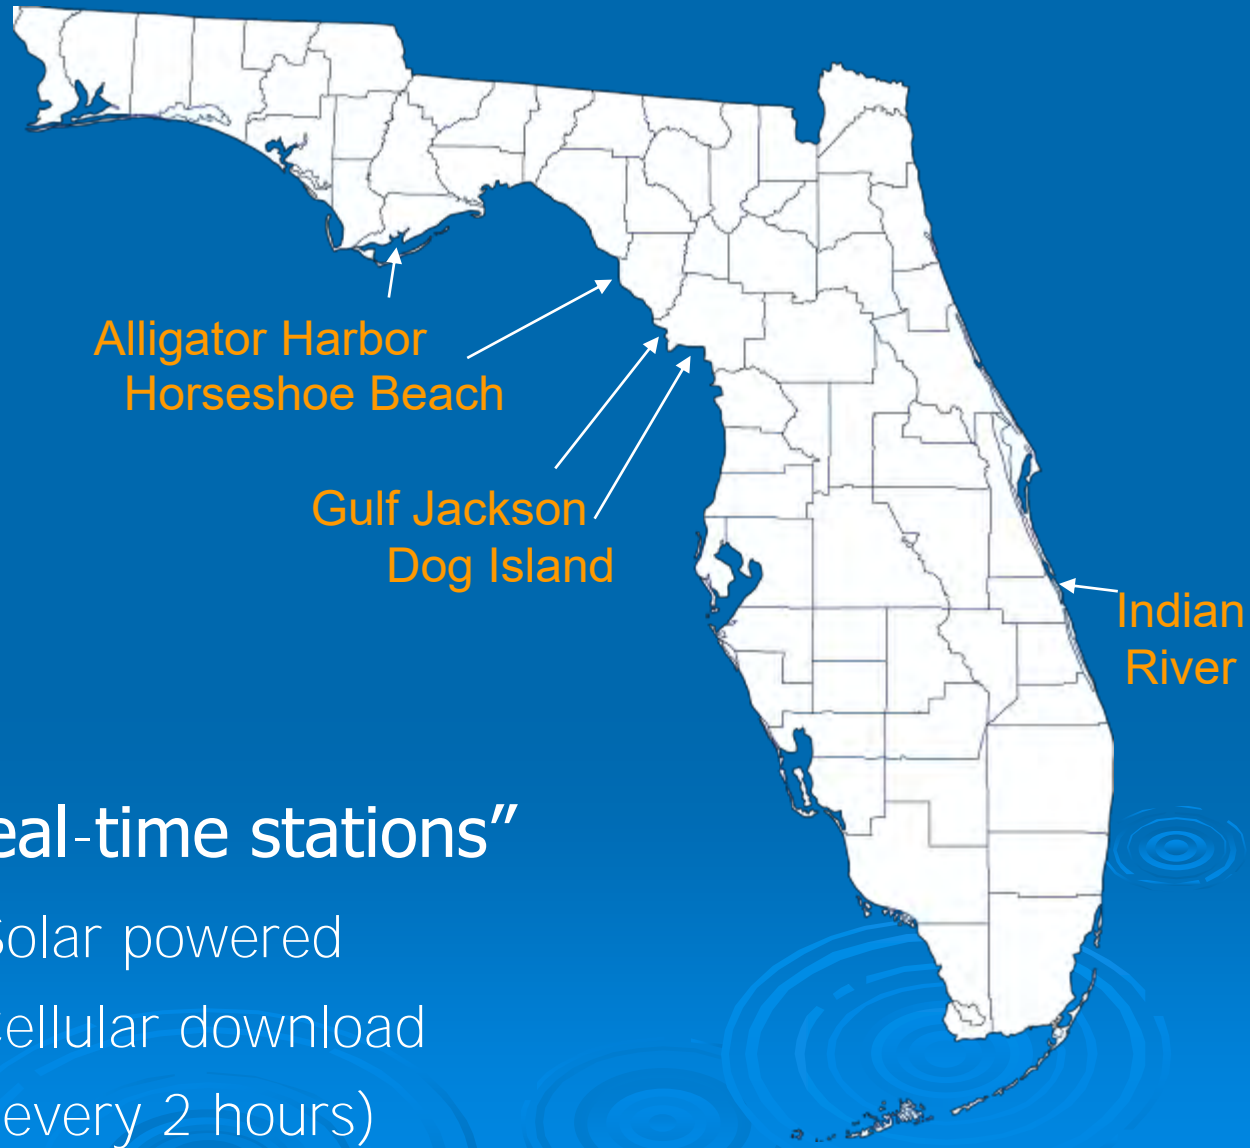 Alligator Harbor
Horseshoe Beach
Gulf Jackson
Dog Island
Indian
River
eal-time stations”
Solar powered
ellular download
every 2 hours)